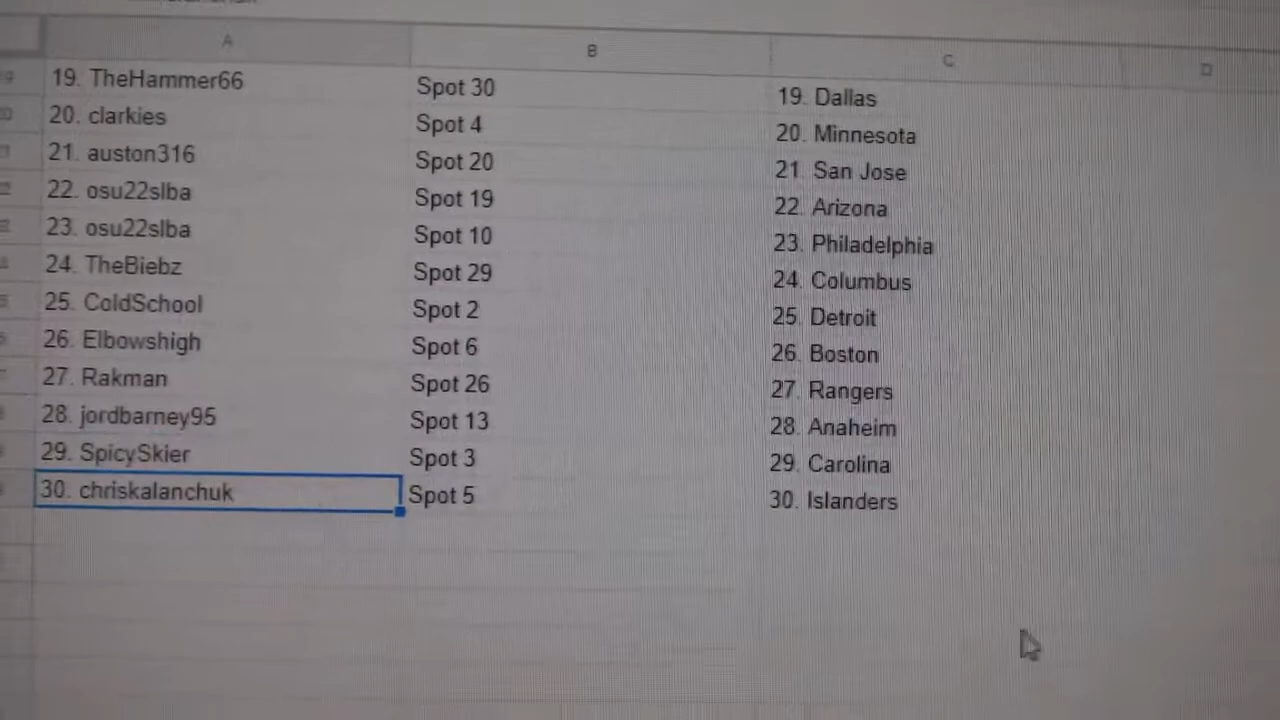 A B C D
19. TheHammer66 Spot 30 19. Dallas
20. clarkies Spot 4 20. Minnesota
21. auston316 Spot 20 21. San Jose
22. osu22slba Spot 19 22. Arizona
23. osu22slba Spot 10 23. Philadelphia
24. TheBiebz Spot 29 24. Columbus
25. ColdSchool Spot 2 25. Detroit
26. Elbowshigh Spot 6 26. Boston
27. Rakman Spot 26 27. Rangers
28. jordbarney95 Spot 13 28. Anaheim
29. SpicySkier Spot 3 29. Carolina
30. chriskalanchuk Spot 5 30. Islanders